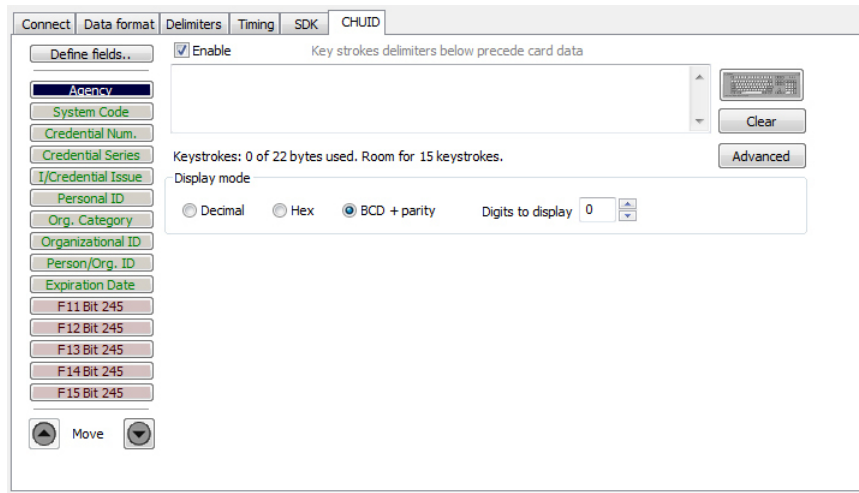 Connect Data format Delimiters Timing SDK CHUID
Define fields.. Enable Key strokes delimiters below precede card data
Agency
System Code
Credential Num.
Clear
Credential Series
Keystrokes: 0 of 22 bytes used. Room for 15 keystrokes.
Advanced
I/Credential Issue
Display mode
Personal ID
Decimal Hex BCD + parity Digits to display 0
Org. Category
Organizational ID
Person/Org. ID
Expiration Date
F11 Bit 245
F12 Bit 245
F13 Bit 245
F14 Bit 245
F15 Bit 245
Move